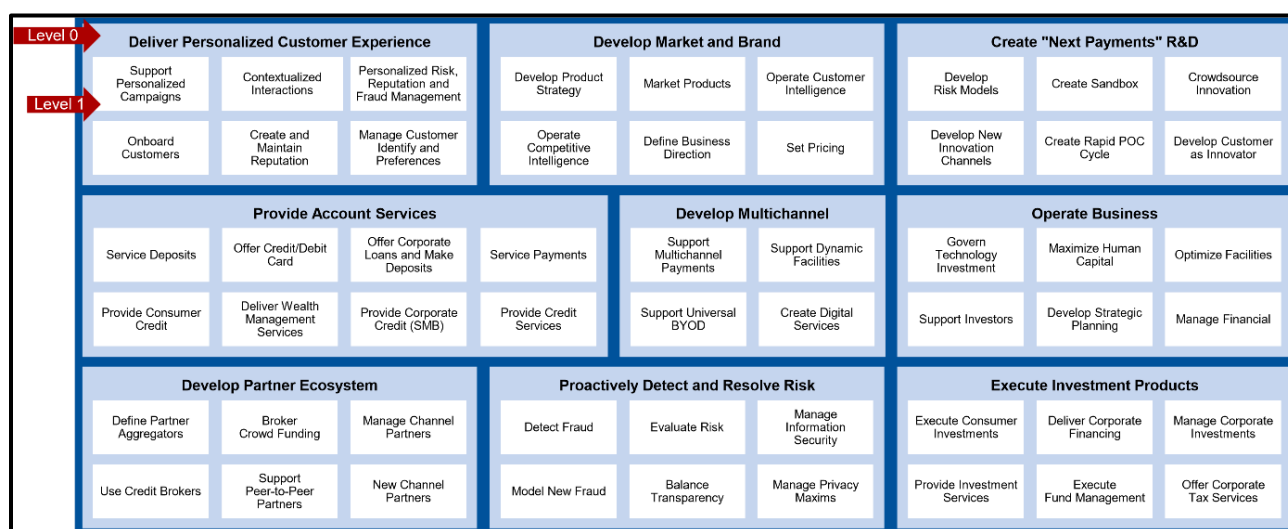 Level 0
Deliver Personalized Customer Experience
Support
Personalized
Campaigns
Contextualized
Interactions
Personalized Risk,
Reputation and
Fraud Management
Level 1
Onboard
Customers
Create and
Maintain
Reputation
Manage Customer
Identify and
Preferences
Develop Market and Brand
Develop Product
Strategy
Market Products
Operate Customer
Intelligence
Operate
Competitive
Intelligence
Define Business
Direction
Set Pricing
Create "Next Payments" R&D
Develop
Risk Models
Create Sandbox
Crowdsource
Innovation
Develop New
Innovation
Channels
Create Rapid POC
Cycle
Develop Customer
as Innovator
Provide Account Services
Service Deposits
Offer Credit/Debit
Card
Offer Corporate
Loans and Make
Deposits
Service Payments
Provide Consumer
Credit
Deliver Wealth
Management
Services
Provide Corporate
Credit (SMB)
Provide Credit
Services
Develop Multichannel
Support
Multichannel
Payments
Support Dynamic
Facilities
Support Universal
BYOD
Create Digital
Services
Operate Business
Govern
Technology
Investment
Maximize Human
Capital
Optimize Facilities
Support Investors
Develop Strategic
Planning
Manage Financial
Develop Partner Ecosystem
Define Partner
Aggregators
Broker
Crowd Funding
Manage Channel
Partners
Use Credit Brokers
Support
Peer-to-Peer
Partners
New Channel
Partners
Proactively Detect and Resolve Risk
Detect Fraud
Evaluate Risk
Manage
Information
Security
Model New Fraud
Balance
Transparency
Manage Privacy
Maxims
Execute Investment Products
Execute Consumer
Investments
Deliver Corporate
Financing
Manage Corporate
Investments
Provide Investment
Services
Execute
Fund Management
Offer Corporate
Tax Services